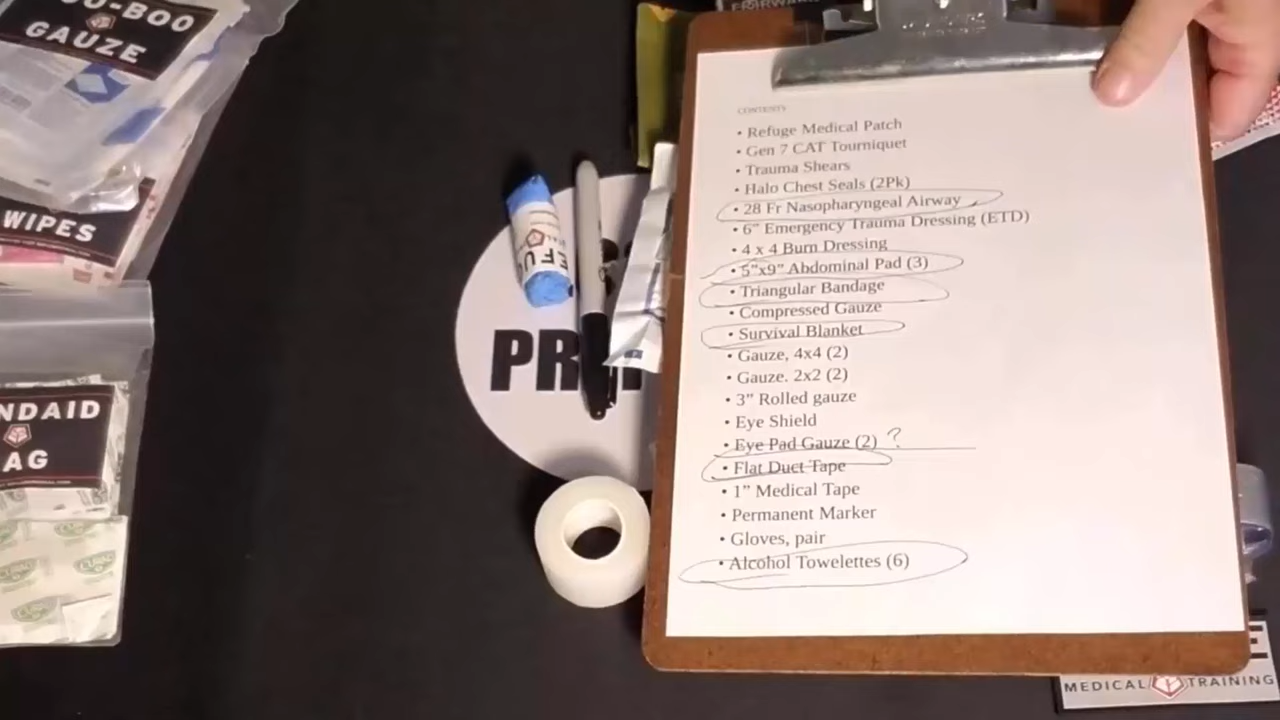 OO-BOO
GAUZE
WIPES
NDAID
AG
PR
CONTENTS
• Refuge Medical Patch
• Gen 7 CAT Tourniquet
• Trauma Shears
• Halo Chest Seals (2Pk)
• 28 Fr Nasopharyngeal Airway
• 6" Emergency Trauma Dressing (ETD)
• 4 x 4 Burn Dressing
• 5"x9" Abdominal Pad (3)
• Triangular Bandage
• Compressed Gauze
• Survival Blanket
• Gauze, 4x4 (2)
• Gauze. 2x2 (2)
• 3" Rolled gauze
• Eye Shield
• Eye Pad Gauze (2) ?
• Flat Duct Tape
• 1" Medical Tape
• Permanent Marker
• Gloves, pair
• Alcohol Towelettes (6)
E
MEDICAL TRAINING